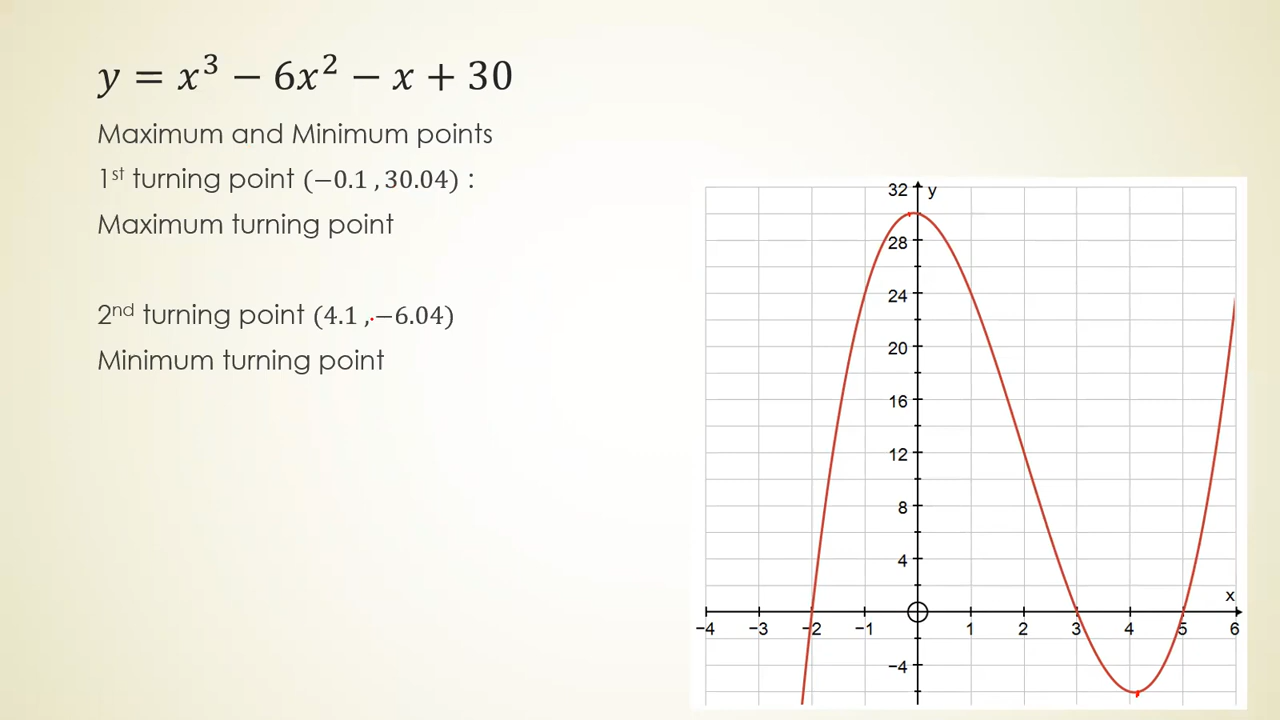 y = x³ − 6x² − x + 30
Maximum and Minimum points
1st turning point (−0.1 , 30.04) :
Maximum turning point
2nd turning point (4.1 , −6.04)
Minimum turning point
32 y
28
24
20
16
12
8
4
x
−4 −3 −2 −1 1 2 3 4 5 6
−4